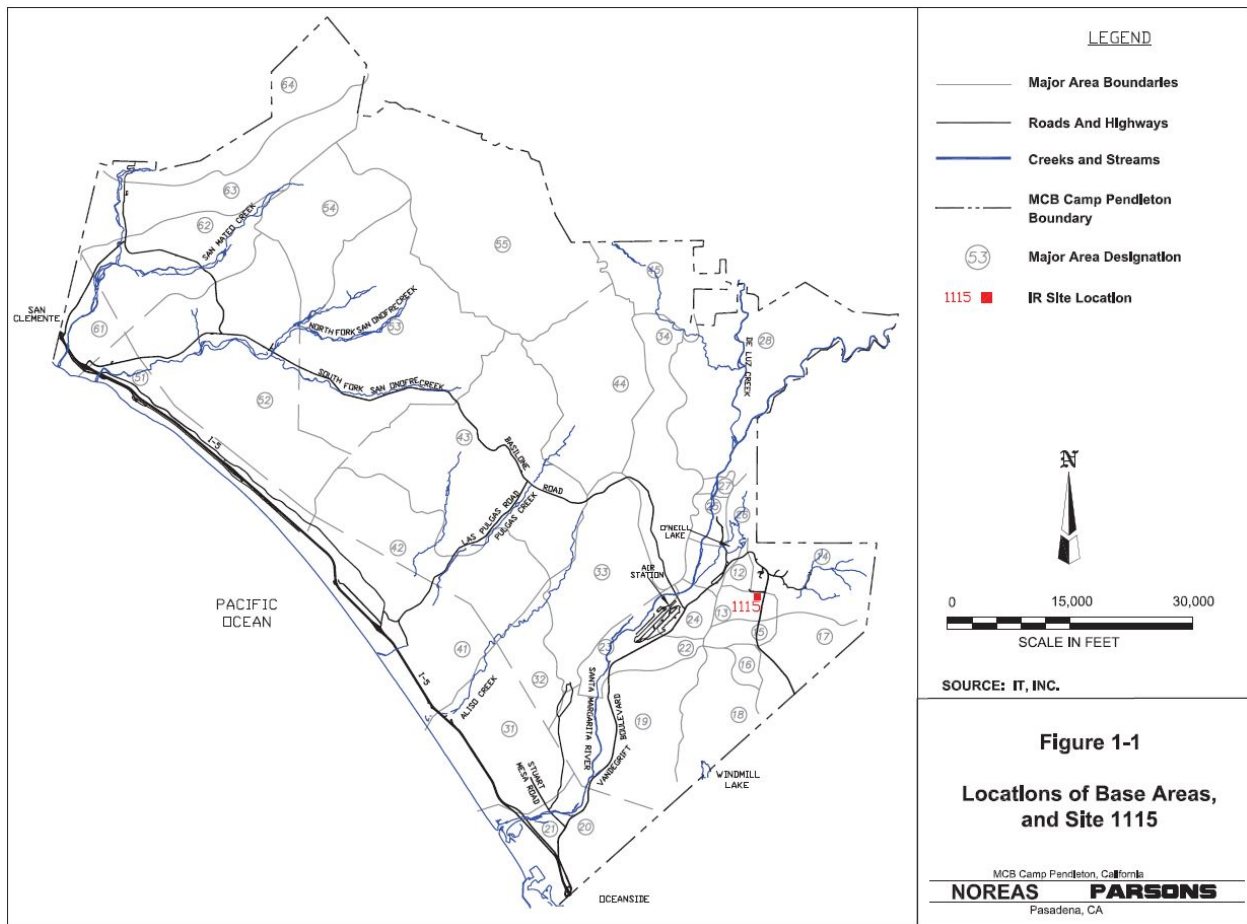 64
63
62
54
SAN MATEO CREEK
55
45
SAN
CLEMENTE
61
NORTH FORK SAN ONOFRE CREEK
53
34
28
DE LUZ CREEK
51
SOUTH FORK SAN ONOFRE CREEK
52
44
I-5
43
BASILONE
ROAD
LAS PULGAS ROAD
PULGAS CREEK
27
25
26
O'NEILL
LAKE
42
AIR
STATION
33
12
14
1115
PACIFIC
OCEAN
24
13
15
17
41
23
22
16
I-5
ALISO CREEK
32
SANTA MARGARITA RIVER
VANDEGRIFT
BOULEVARD
19
18
31
STUART
MESA ROAD
WINDMILL
LAKE
21
20
OCEANSIDE
LEGEND
Major Area Boundaries
Roads And Highways
Creeks and Streams
MCB Camp Pendleton
Boundary
53
Major Area Designation
1115
IR Site Location
N
0 15,000 30,000
SCALE IN FEET
SOURCE: IT, INC.
Figure 1-1
Locations of Base Areas,
and Site 1115
MCB Camp Pendleton, California
NOREAS PARSONS
Pasadena, CA